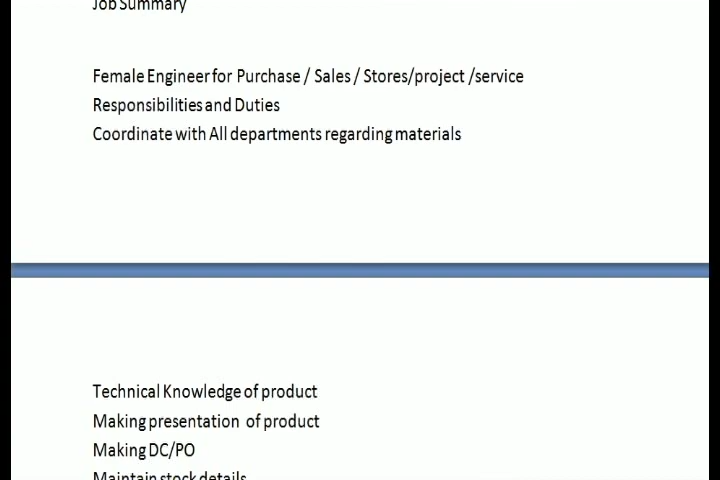 Job Summary
Female Engineer for Purchase / Sales / Stores/project /service
Responsibilities and Duties
Coordinate with All departments regarding materials
Technical Knowledge of product
Making presentation of product
Making DC/PO
Maintain stock details